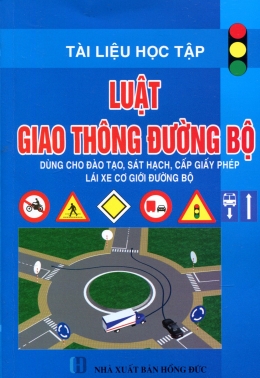 TÀI LIỆU HỌC TẬP
LUẬT
GIAO THÔNG ĐƯỜNG BỘ
DÙNG CHO ĐÀO TẠO, SÁT HẠCH, CẤP GIẤY PHÉP
LÁI XE CƠ GIỚI ĐƯỜNG BỘ
NHÀ XUẤT BẢN HỒNG ĐỨC